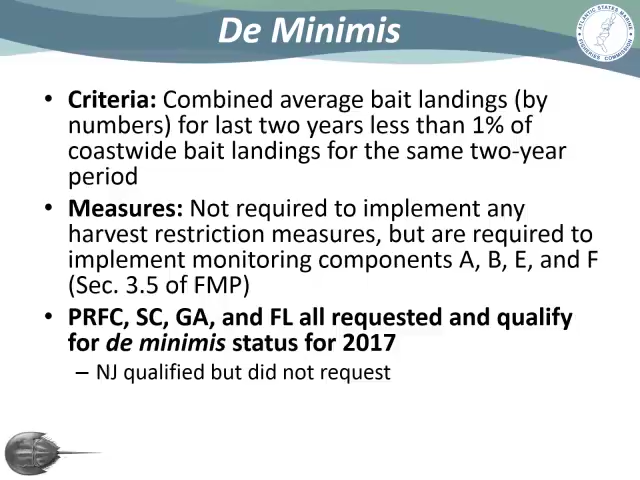 De Minimis
ATLANTIC STATES MARINE
FISHERIES COMMISSION
• Criteria: Combined average bait landings (by
numbers) for last two years less than 1% of
coastwide bait landings for the same two-year
period
• Measures: Not required to implement any
harvest restriction measures, but are required to
implement monitoring components A, B, E, and F
(Sec. 3.5 of FMP)
• PRFC, SC, GA, and FL all requested and qualify
for de minimis status for 2017
– NJ qualified but did not request